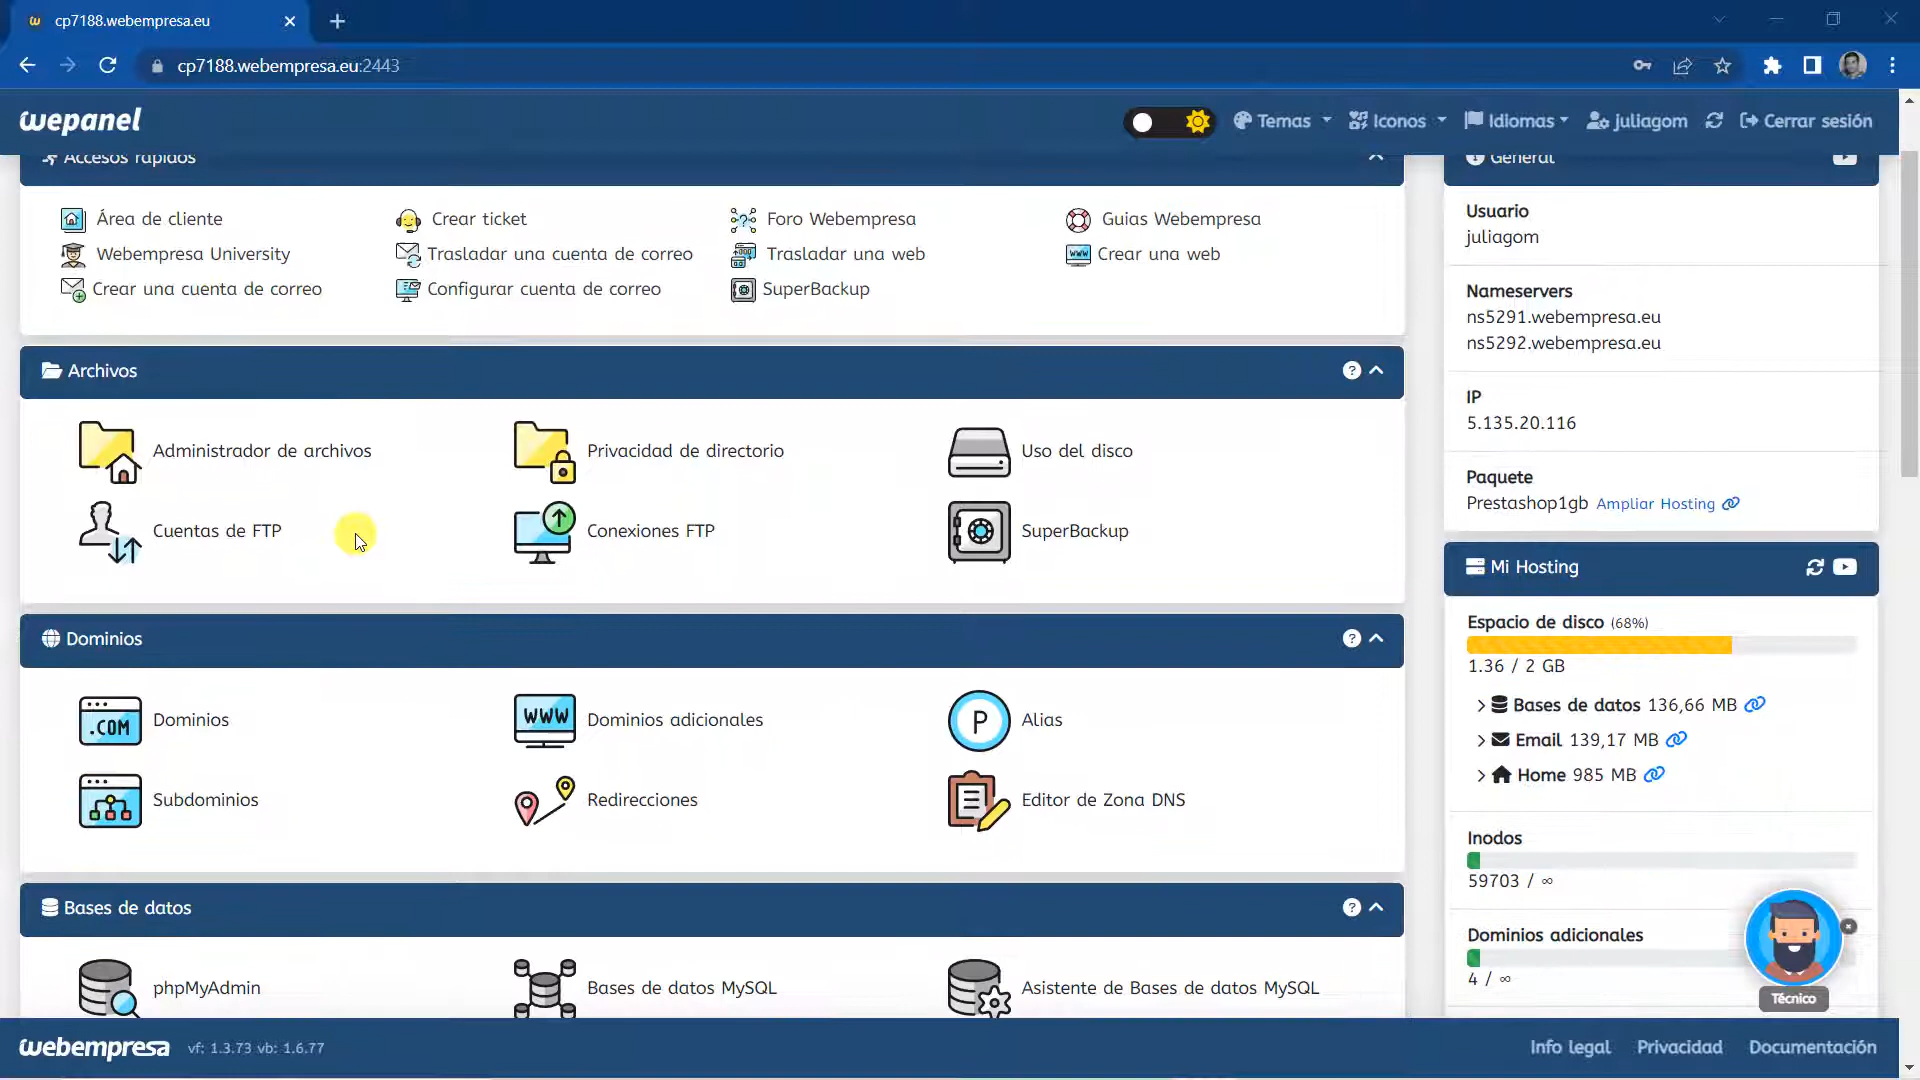 cp7188.webempresa.eu
cp7188.webempresa.eu:2443
wepanel
Temas
Iconos
Idiomas
juliagom
Cerrar sesión
Accesos rápidos
Área de cliente
Crear ticket
Foro Webempresa
Guias Webempresa
Webempresa University
Trasladar una cuenta de correo
Trasladar una web
Crear una web
Crear una cuenta de correo
Configurar cuenta de correo
SuperBackup
Archivos
Administrador de archivos
Privacidad de directorio
Uso del disco
Cuentas de FTP
Conexiones FTP
SuperBackup
Dominios
.COM
Dominios
WWW
Dominios adicionales
P
Alias
Subdominios
Redirecciones
Editor de Zona DNS
Bases de datos
phpMyAdmin
Bases de datos MySQL
Asistente de Bases de datos MySQL
General
Usuario
juliagom
Nameservers
ns5291.webempresa.eu
ns5292.webempresa.eu
IP
5.135.20.116
Paquete
Prestashop1gb Ampliar Hosting
Mi Hosting
Espacio de disco (68%)
1.36 / 2 GB
Bases de datos 136,66 MB
Email 139,17 MB
Home 985 MB
Inodos
59703 / ∞
Dominios adicionales
4 / ∞
Técnico
webempresa
vf: 1.3.73 vb: 1.6.77
Info legal
Privacidad
Documentación